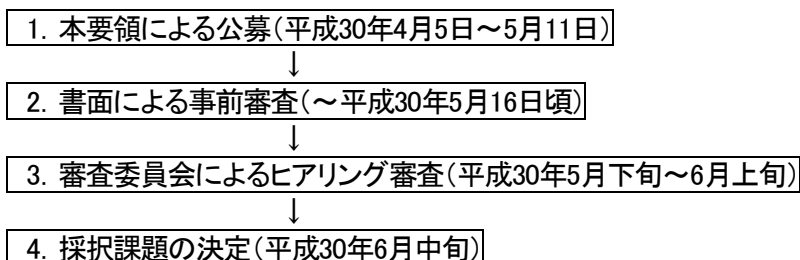 1. 本要領による公募(平成30年4月5日～5月11日)
↓
2. 書面による事前審査(～平成30年5月16日頃)
↓
3. 審査委員会によるヒアリング審査(平成30年5月下旬～6月上旬)
↓
4. 採択課題の決定(平成30年6月中旬)